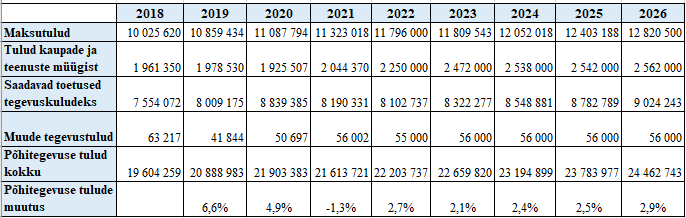 2018 2019 2020 2021 2022 2023 2024 2025 2026
Maksutulud 10 025 620 10 859 434 11 087 794 11 323 018 11 796 000 11 809 543 12 052 018 12 403 188 12 820 500
Tulud kaupade ja
teenuste müügist 1 961 350 1 978 530 1 925 507 2 044 370 2 250 000 2 472 000 2 538 000 2 542 000 2 562 000
Saadavad toetused
tegevuskuludeks 7 554 072 8 009 175 8 839 385 8 190 331 8 102 737 8 322 277 8 548 881 8 782 789 9 024 243
Muude tegevustulud 63 217 41 844 50 697 56 002 55 000 56 000 56 000 56 000 56 000
Põhitegevuse tulud
kokku 19 604 259 20 888 983 21 903 383 21 613 721 22 203 737 22 659 820 23 194 899 23 783 977 24 462 743
Põhitegevuse tulude
muutus 6,6% 4,9% -1,3% 2,7% 2,1% 2,4% 2,5% 2,9%